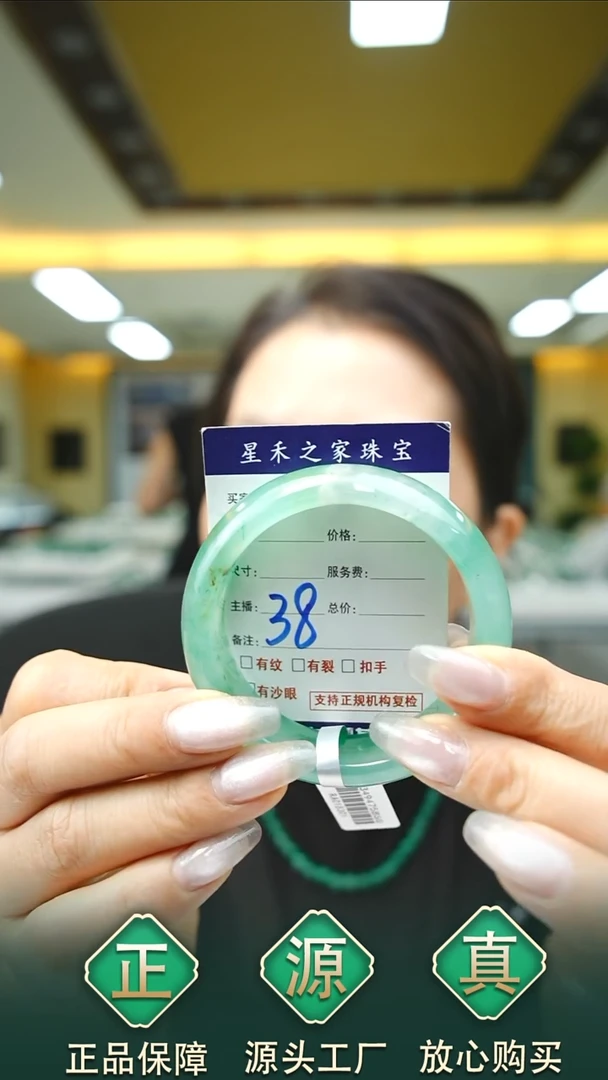 星禾之家珠宝
价格:
尺寸:
服务费:
主播:
38
总价:
备注:
□有纹 □有裂 □扣手
有沙眼
支持正规机构复检
正
源
真
正品保障
源头工厂
放心购买